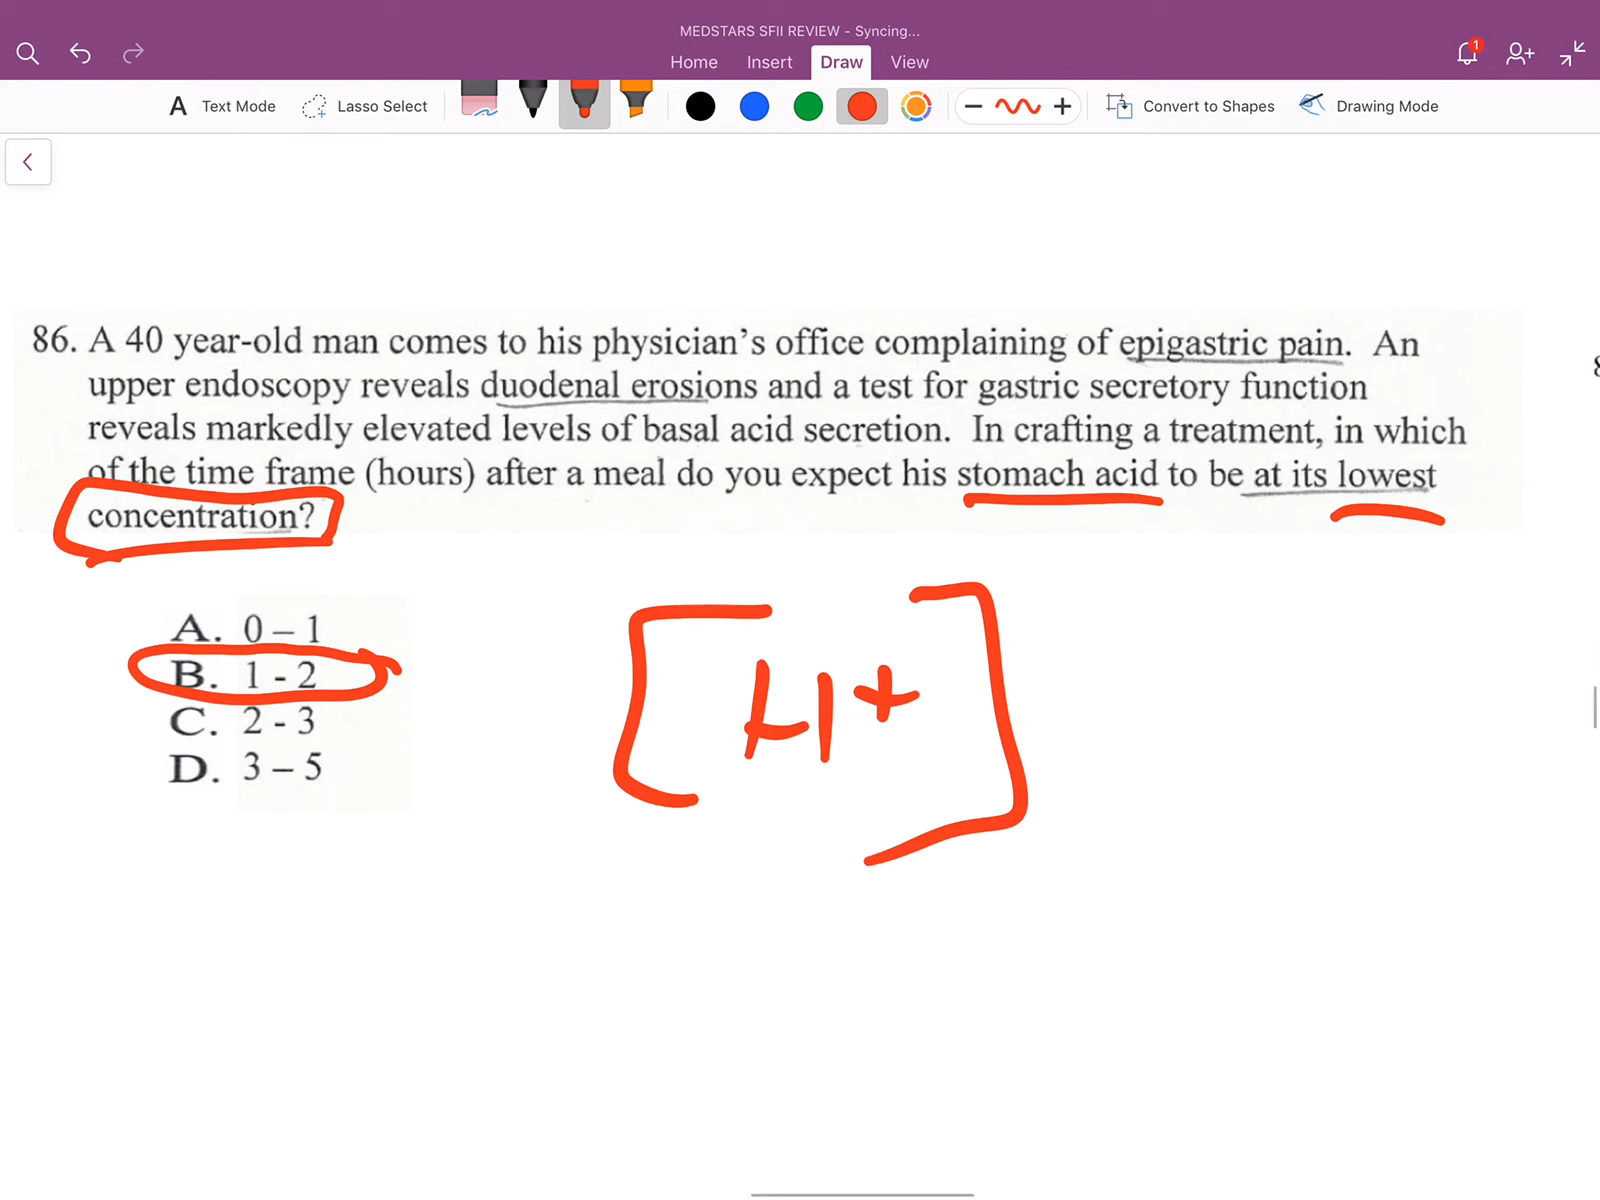 MEDSTARS SFII REVIEW - Syncing...
Home Insert Draw View
1
A Text Mode Lasso Select Convert to Shapes Drawing Mode
86. A 40 year-old man comes to his physician's office complaining of epigastric pain. An
upper endoscopy reveals duodenal erosions and a test for gastric secretory function
reveals markedly elevated levels of basal acid secretion. In crafting a treatment, in which
of the time frame (hours) after a meal do you expect his stomach acid to be at its lowest
concentration?
A. 0 – 1
B. 1 - 2
C. 2 - 3
D. 3 – 5
[H+]